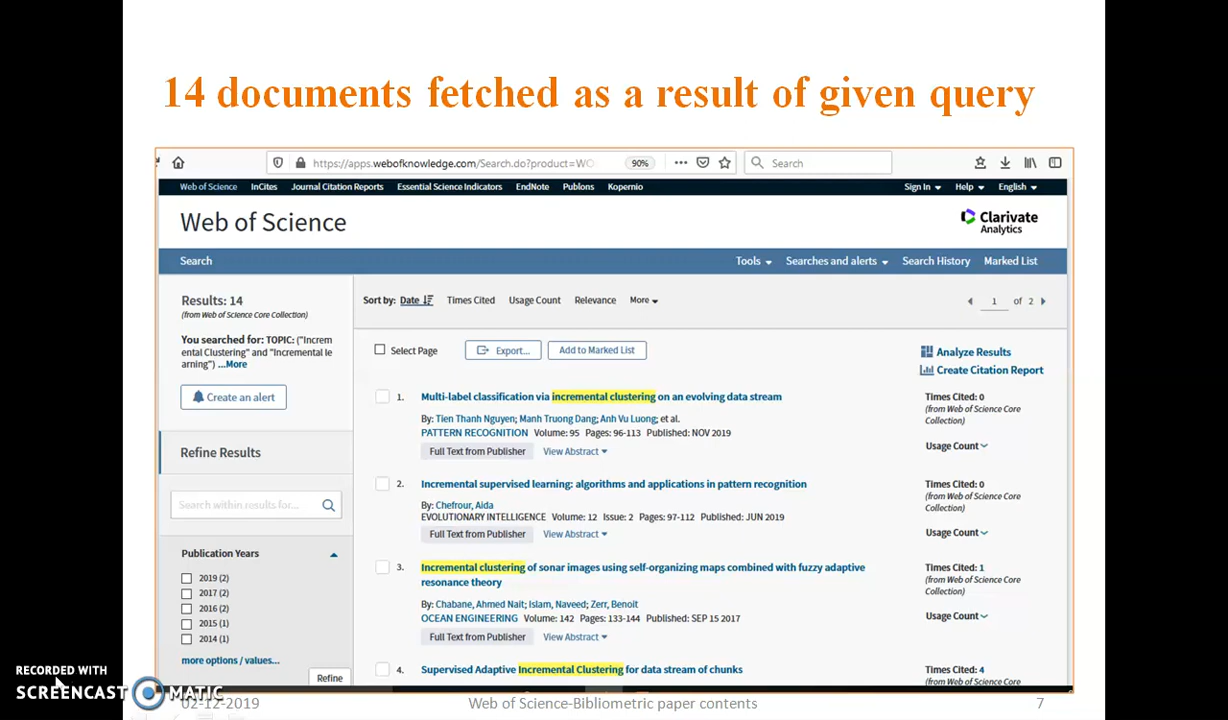 14 documents fetched as a result of given query
https://apps.webofknowledge.com/Search.do?product=WO
90%
Search
Web of Science InCites Journal Citation Reports Essential Science Indicators EndNote Publons Kopernio Sign In Help English
Web of Science
Clarivate
Analytics
Search Tools Searches and alerts Search History Marked List
Results: 14
(from Web of Science Core Collection)
You searched for: TOPIC: ("Increm
ental Clustering" and "Incremental le
arning") ...More
Create an alert
Refine Results
Search within results for...
Publication Years
2019 (2)
2017 (2)
2016 (2)
2015 (1)
2014 (1)
more options / values...
Refine
Sort by: Date Times Cited Usage Count Relevance More
1 of 2
Select Page Export... Add to Marked List
Analyze Results
Create Citation Report
1. Multi-label classification via incremental clustering on an evolving data stream
By: Tien Thanh Nguyen; Manh Truong Dang; Anh Vu Luong; et al.
PATTERN RECOGNITION Volume: 95 Pages: 96-113 Published: NOV 2019
Full Text from Publisher View Abstract
Times Cited: 0
(from Web of Science Core
Collection)
Usage Count
2. Incremental supervised learning: algorithms and applications in pattern recognition
By: Chefrour, Aida
EVOLUTIONARY INTELLIGENCE Volume: 12 Issue: 2 Pages: 97-112 Published: JUN 2019
Full Text from Publisher View Abstract
Times Cited: 0
(from Web of Science Core
Collection)
Usage Count
3. Incremental clustering of sonar images using self-organizing maps combined with fuzzy adaptive
resonance theory
By: Chabane, Ahmed Nait; Islam, Naveed; Zerr, Benoit
OCEAN ENGINEERING Volume: 142 Pages: 133-144 Published: SEP 15 2017
Full Text from Publisher View Abstract
Times Cited: 1
(from Web of Science Core
Collection)
Usage Count
4. Supervised Adaptive Incremental Clustering for data stream of chunks
Times Cited: 4
(from Web of Science Core
RECORDED WITH
SCREENCAST MATIC
02-12-2019 Web of Science-Bibliometric paper contents 7